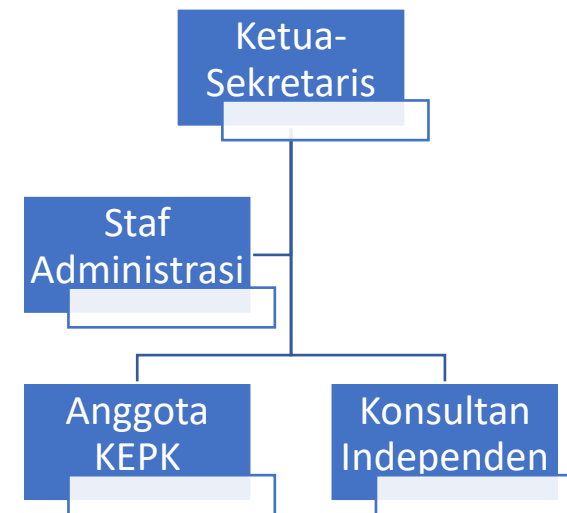 Ketua-
Sekretaris
Staf
Administrasi
Anggota
KEPK
Konsultan
Independen